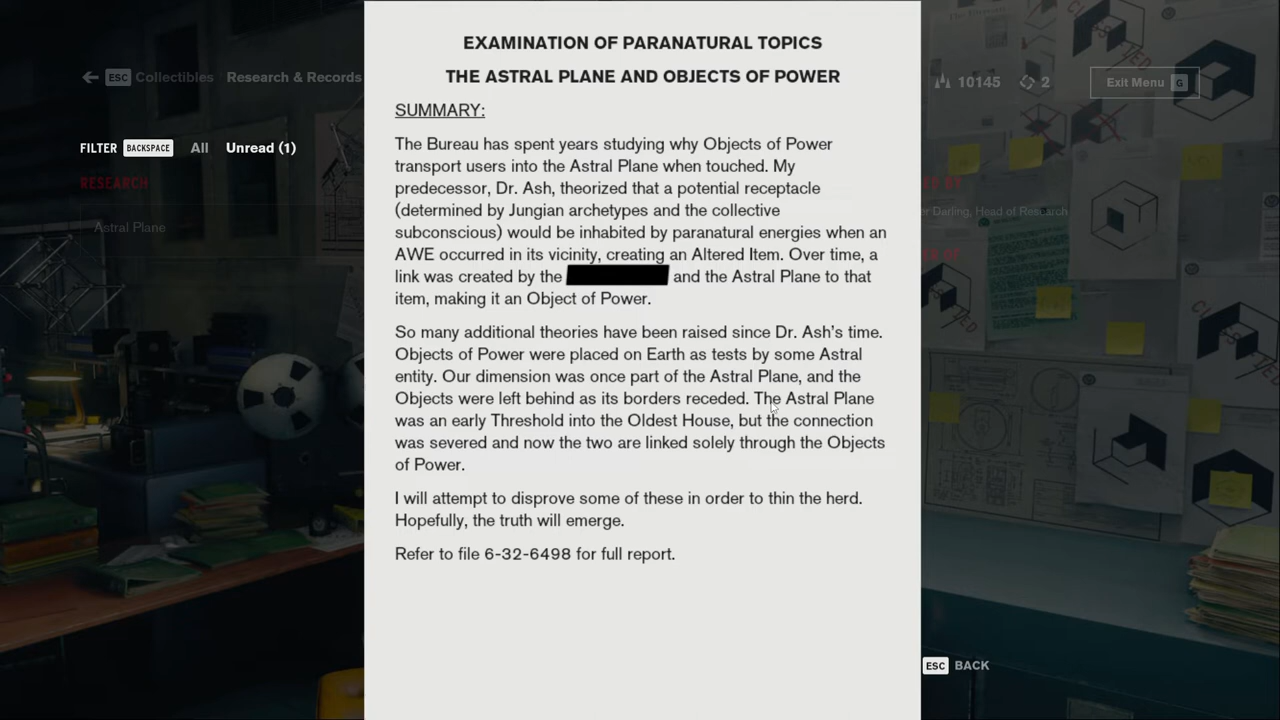 EXAMINATION OF PARANATURAL TOPICS
THE ASTRAL PLANE AND OBJECTS OF POWER
SUMMARY:
The Bureau has spent years studying why Objects of Power
transport users into the Astral Plane when touched. My
predecessor, Dr. Ash, theorized that a potential receptacle
(determined by Jungian archetypes and the collective
subconscious) would be inhabited by paranatural energies when an
AWE occurred in its vicinity, creating an Altered Item. Over time, a
link was created by the and the Astral Plane to that
item, making it an Object of Power.
So many additional theories have been raised since Dr. Ash's time.
Objects of Power were placed on Earth as tests by some Astral
entity. Our dimension was once part of the Astral Plane, and the
Objects were left behind as its borders receded. The Astral Plane
was an early Threshold into the Oldest House, but the connection
was severed and now the two are linked solely through the Objects
of Power.
I will attempt to disprove some of these in order to thin the herd.
Hopefully, the truth will emerge.
Refer to file 6-32-6498 for full report.
ESC Collectibles Research & Records
10145 2 Exit Menu G
FILTER BACKSPACE All Unread (1)
RESEARCH
Astral Plane
Darling, Head of Research
ESC BACK